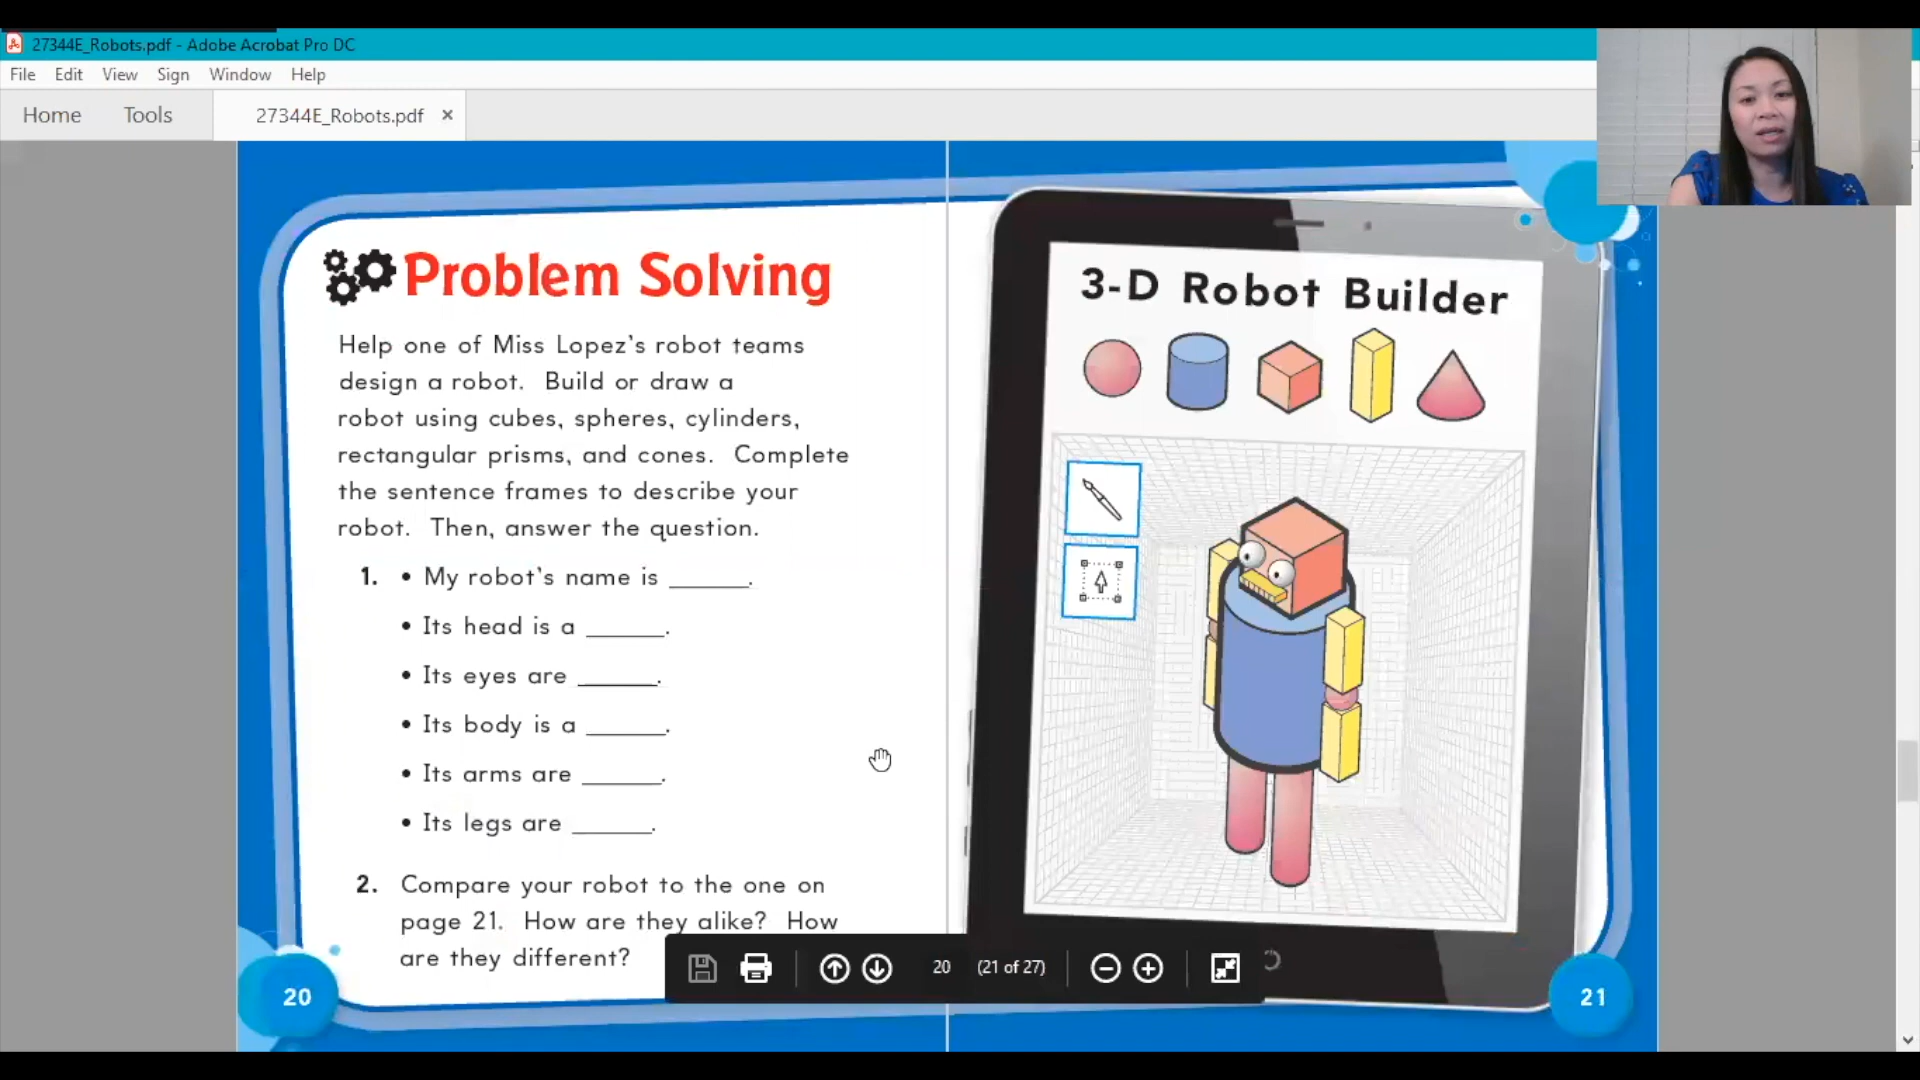 27344E_Robots.pdf - Adobe Acrobat Pro DC
File Edit View Sign Window Help
Home Tools 27344E_Robots.pdf ×
Problem Solving
Help one of Miss Lopez's robot teams
design a robot. Build or draw a
robot using cubes, spheres, cylinders,
rectangular prisms, and cones. Complete
the sentence frames to describe your
robot. Then, answer the question.
1. • My robot's name is ______.
• Its head is a ______.
• Its eyes are ______.
• Its body is a ______.
• Its arms are ______.
• Its legs are ______.
2. Compare your robot to the one on
page 21. How are they alike? How
are they different?
20
3-D Robot Builder
21
20 (21 of 27)